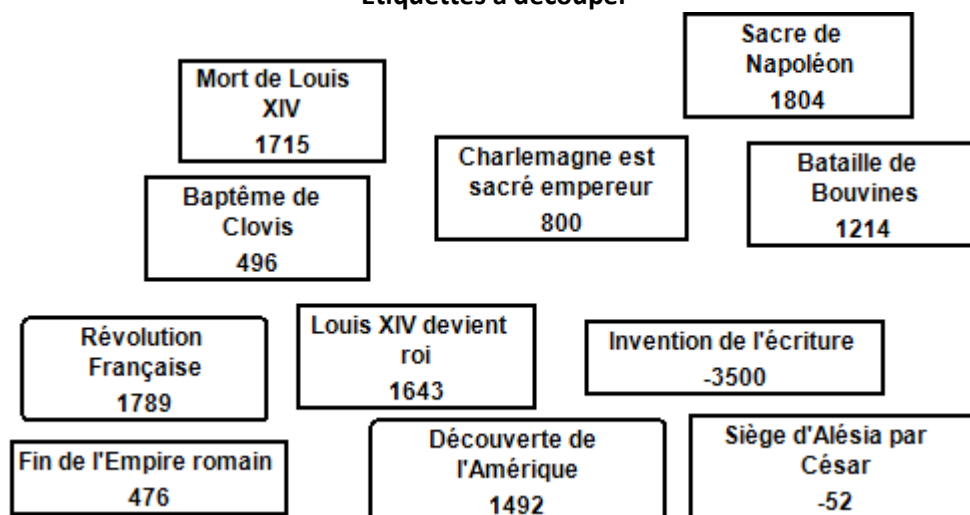 Etiquettes à découper
Sacre de
Napoléon
1804
Mort de Louis
XIV
1715
Charlemagne est
sacré empereur
800
Bataille de
Bouvines
1214
Baptême de
Clovis
496
Révolution
Française
1789
Louis XIV devient
roi
1643
Invention de l'écriture
-3500
Fin de l'Empire romain
476
Découverte de
l'Amérique
1492
Siège d'Alésia par
César
-52